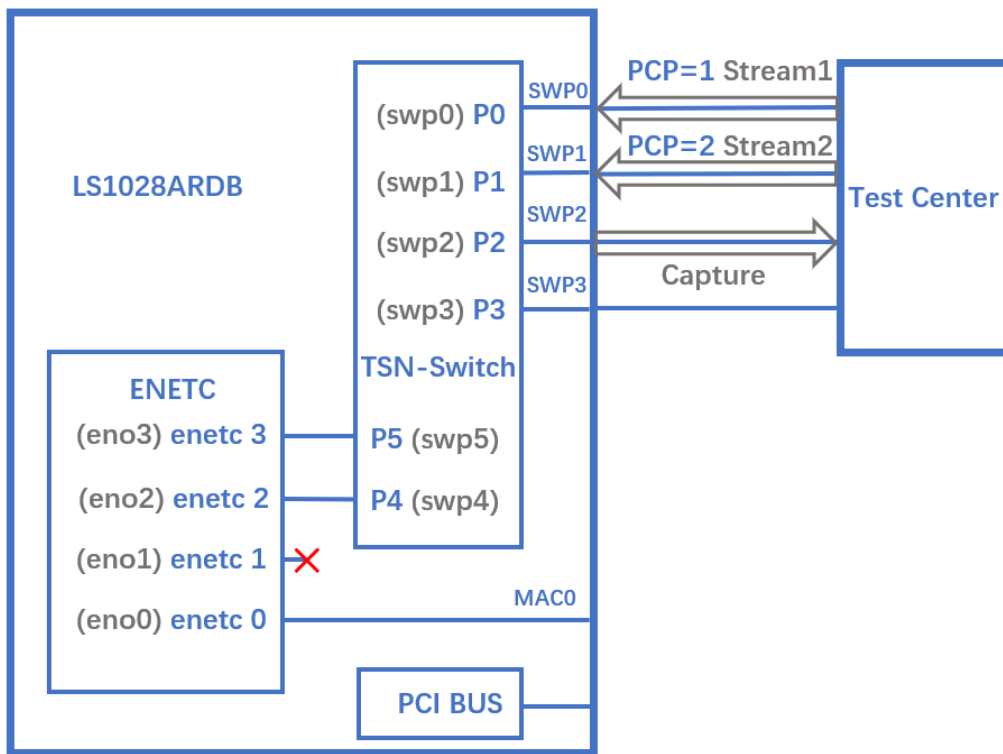 LS1028ARDB
(swp0) P0
(swp1) P1
(swp2) P2
(swp3) P3
TSN-Switch
P5 (swp5)
P4 (swp4)
ENETC
(eno3) enetc 3
(eno2) enetc 2
(eno1) enetc 1
(eno0) enetc 0
MAC0
PCI BUS
SWP0
SWP1
SWP2
SWP3
PCP=1 Stream1
PCP=2 Stream2
Capture
Test Center